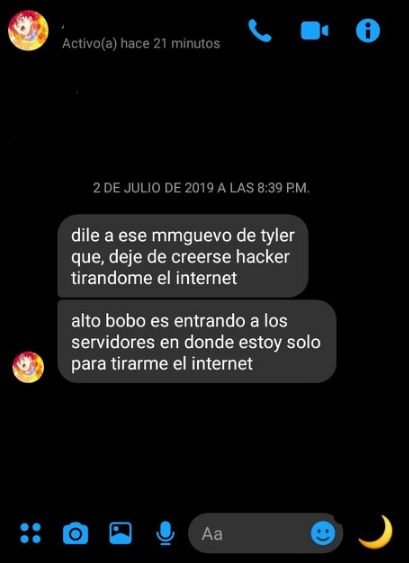 Activo(a) hace 21 minutos
2 DE JULIO DE 2019 A LAS 8:39 P.M.
dile a ese mmguevo de tyler
que, deje de creerse hacker
tirandome el internet
alto bobo es entrando a los
servidores en donde estoy solo
para tirarme el internet
Aa